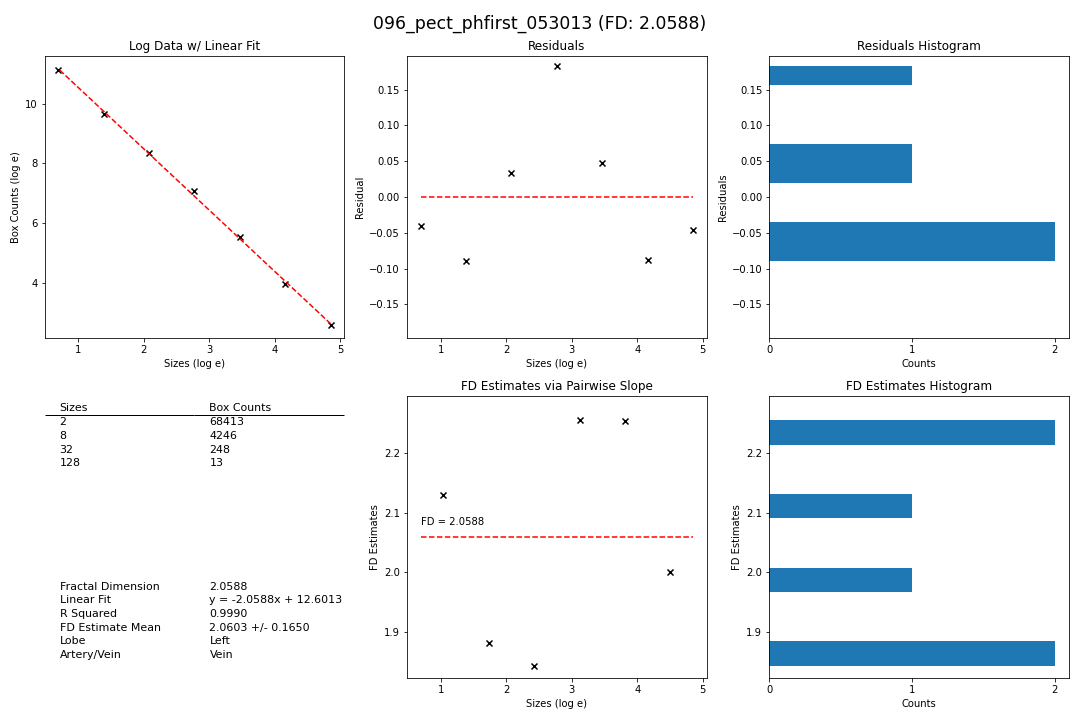 096_pect_phfirst_053013 (FD: 2.0588)
Log Data w/ Linear Fit
Box Counts (log e)
10
8
6
4
1 2 3 4 5
Sizes (log e)
Residuals
Residual
0.15
0.10
0.05
0.00
−0.05
−0.10
−0.15
1 2 3 4 5
Sizes (log e)
Residuals Histogram
Residuals
0.15
0.10
0.05
0.00
−0.05
−0.10
−0.15
0 1 2
Counts
Sizes Box Counts
2 68413
8 4246
32 248
128 13
Fractal Dimension 2.0588
Linear Fit y = -2.0588x + 12.6013
R Squared 0.9990
FD Estimate Mean 2.0603 +/- 0.1650
Lobe Left
Artery/Vein Vein
FD Estimates via Pairwise Slope
FD Estimates
2.2
2.1
2.0
1.9
FD = 2.0588
1 2 3 4 5
Sizes (log e)
FD Estimates Histogram
FD Estimates
2.2
2.1
2.0
1.9
0 1 2
Counts